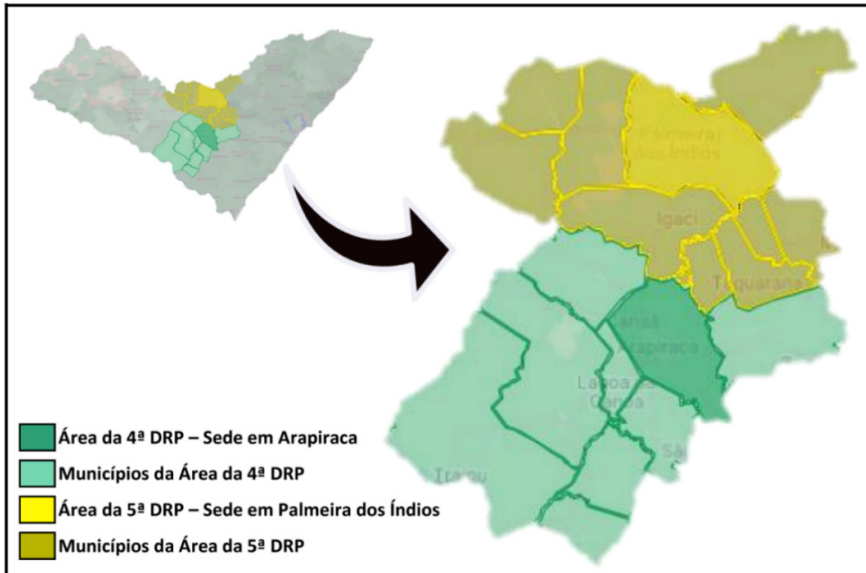 Palmeira
dos Índios
Igaci
Taquarana
Arapiraca
Lagoa da
Canoa
Traipu
Área da 4ª DRP – Sede em Arapiraca
Municípios da Área da 4ª DRP
Área da 5ª DRP – Sede em Palmeira dos Índios
Municípios da Área da 5ª DRP